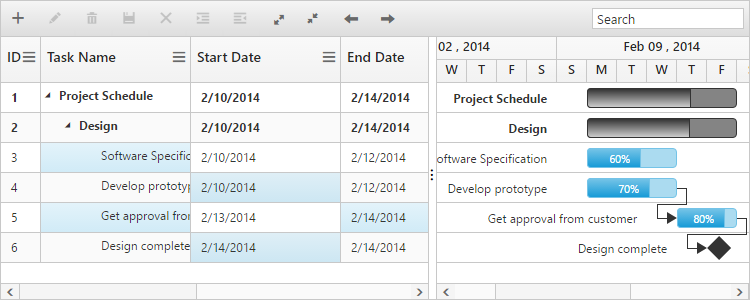 Search
ID Task Name Start Date End Date
02 , 2014 Feb 09 , 2014
W T F S S M T W T F S
1 Project Schedule 2/10/2014 2/14/2014 Project Schedule
2 Design 2/10/2014 2/14/2014 Design
3 Software Specific 2/10/2014 2/12/2014 oftware Specification 60%
4 Develop prototyp 2/10/2014 2/12/2014 Develop prototype 70%
5 Get approval from 2/13/2014 2/14/2014 Get approval from customer 80%
6 Design complete 2/14/2014 2/14/2014 Design complete